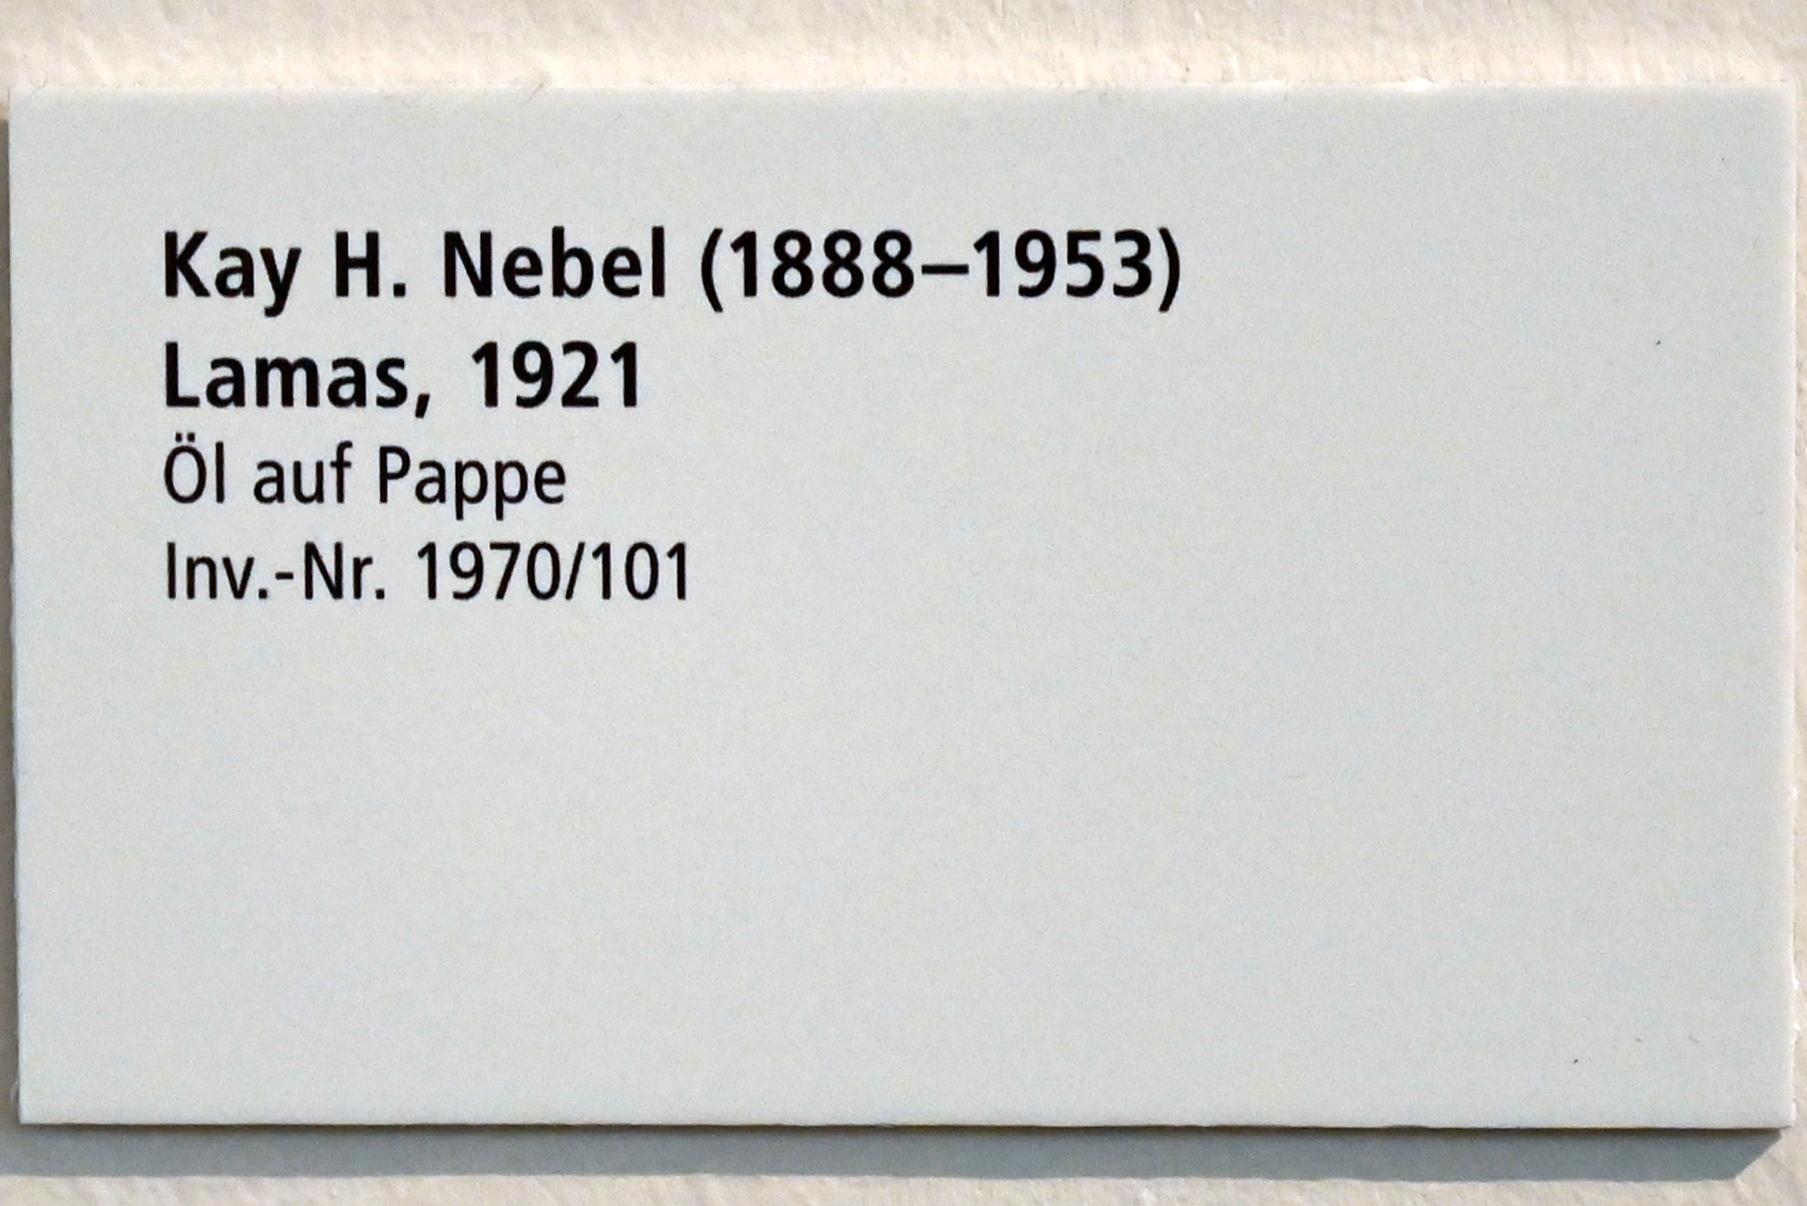 Kay H. Nebel (1888–1953)
Lamas, 1921
Öl auf Pappe
Inv.-Nr. 1970/101